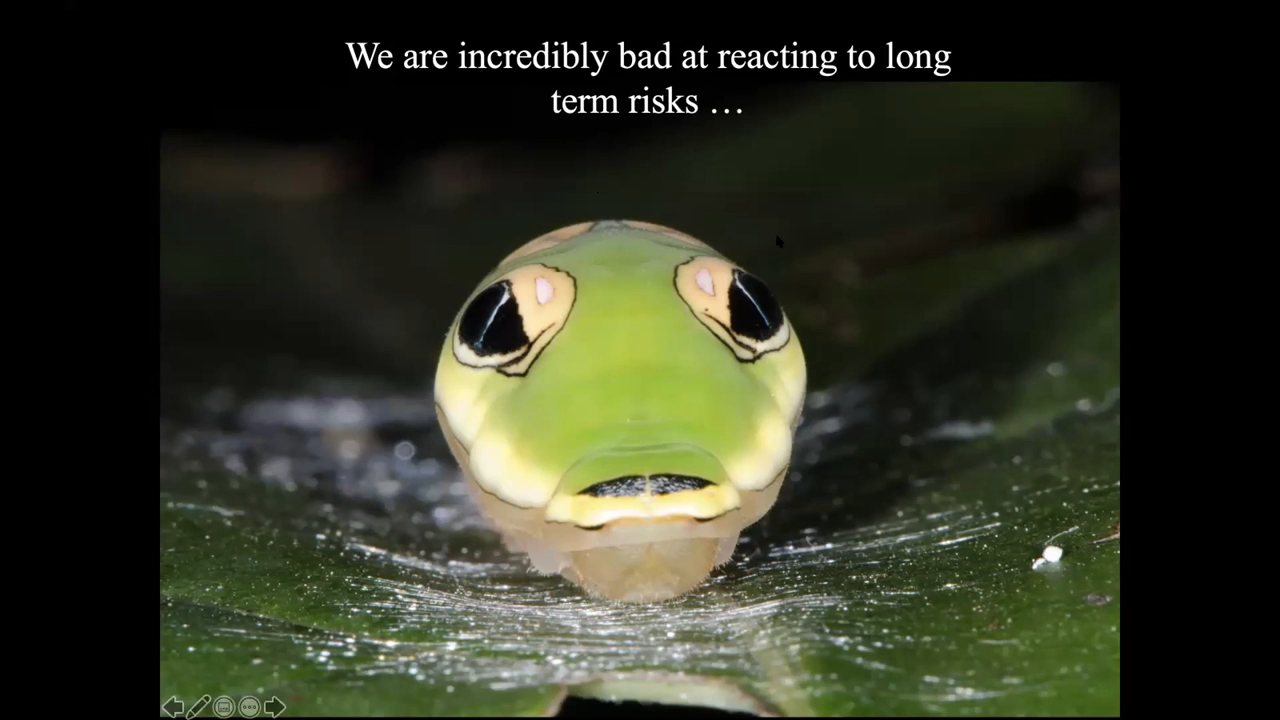 We are incredibly bad at reacting to long
term risks …